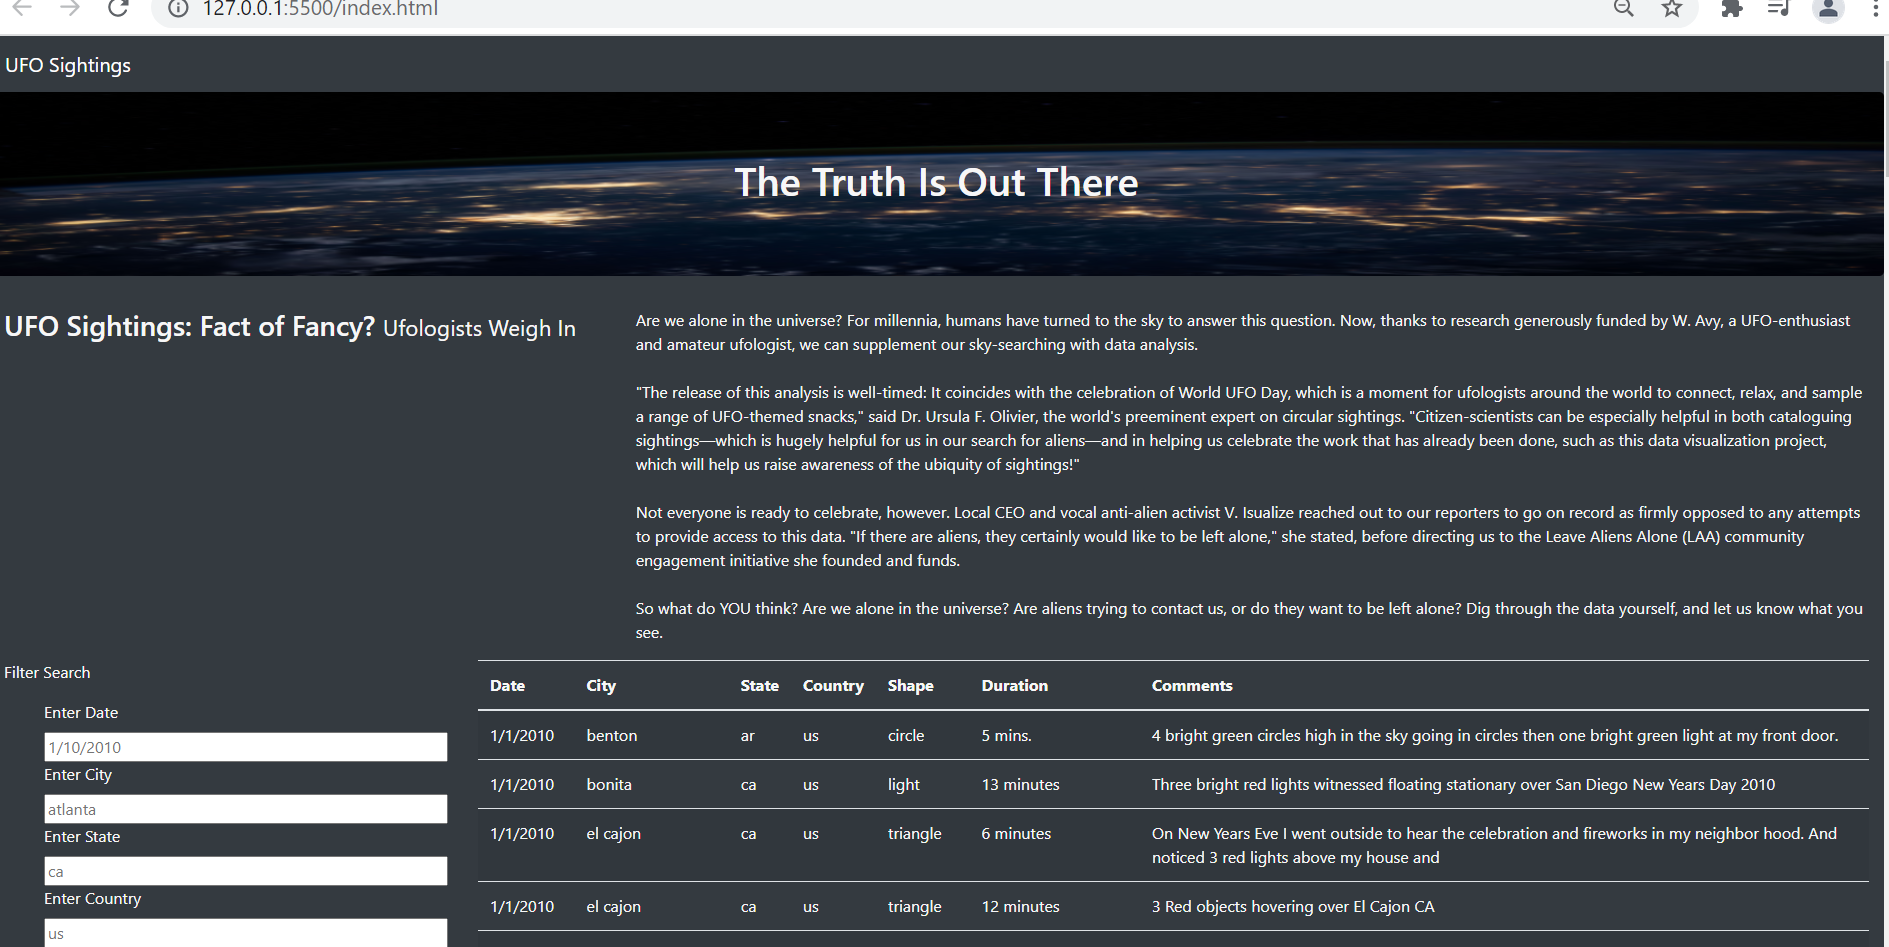 127.0.0.1:5500/index.html
UFO Sightings
The Truth Is Out There
UFO Sightings: Fact of Fancy? Ufologists Weigh In
Are we alone in the universe? For millennia, humans have turned to the sky to answer this question. Now, thanks to research generously funded by W. Avy, a UFO-enthusiast
and amateur ufologist, we can supplement our sky-searching with data analysis.
"The release of this analysis is well-timed: It coincides with the celebration of World UFO Day, which is a moment for ufologists around the world to connect, relax, and sample
a range of UFO-themed snacks," said Dr. Ursula F. Olivier, the world's preeminent expert on circular sightings. "Citizen-scientists can be especially helpful in both cataloguing
sightings—which is hugely helpful for us in our search for aliens—and in helping us celebrate the work that has already been done, such as this data visualization project,
which will help us raise awareness of the ubiquity of sightings!"
Not everyone is ready to celebrate, however. Local CEO and vocal anti-alien activist V. Isualize reached out to our reporters to go on record as firmly opposed to any attempts
to provide access to this data. "If there are aliens, they certainly would like to be left alone," she stated, before directing us to the Leave Aliens Alone (LAA) community
engagement initiative she founded and funds.
So what do YOU think? Are we alone in the universe? Are aliens trying to contact us, or do they want to be left alone? Dig through the data yourself, and let us know what you
see.
Filter Search
Enter Date
1/10/2010
Enter City
atlanta
Enter State
ca
Enter Country
us
Date City State Country Shape Duration Comments
1/1/2010 benton ar us circle 5 mins. 4 bright green circles high in the sky going in circles then one bright green light at my front door.
1/1/2010 bonita ca us light 13 minutes Three bright red lights witnessed floating stationary over San Diego New Years Day 2010
1/1/2010 el cajon ca us triangle 6 minutes On New Years Eve I went outside to hear the celebration and fireworks in my neighbor hood. And
noticed 3 red lights above my house and
1/1/2010 el cajon ca us triangle 12 minutes 3 Red objects hovering over El Cajon CA